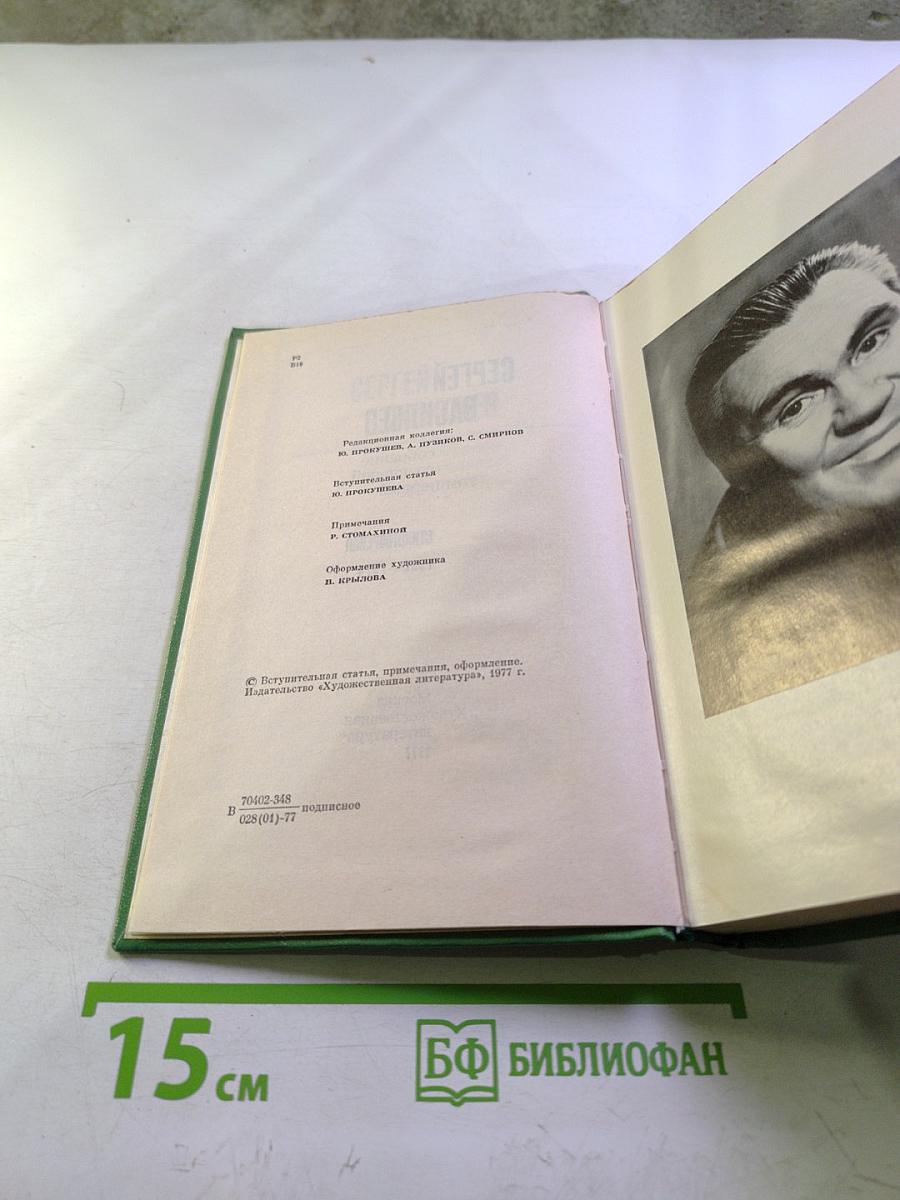 Р2
В19
Редакционная коллегия:
Ю. ПРОКУШЕВ, А. ПУЗИКОВ, С. СМИРНОВ
Вступительная статья
Ю. ПРОКУШЕВА
Примечания
Р. СТОМАХИНОЙ
Оформление художника
Н. КРЫЛОВА
© Вступительная статья, примечания, оформление.
Издательство «Художественная литература», 1977 г.
В 70402-348 подписное
028(01)-77
15 см
БФ БИБЛИОФАН